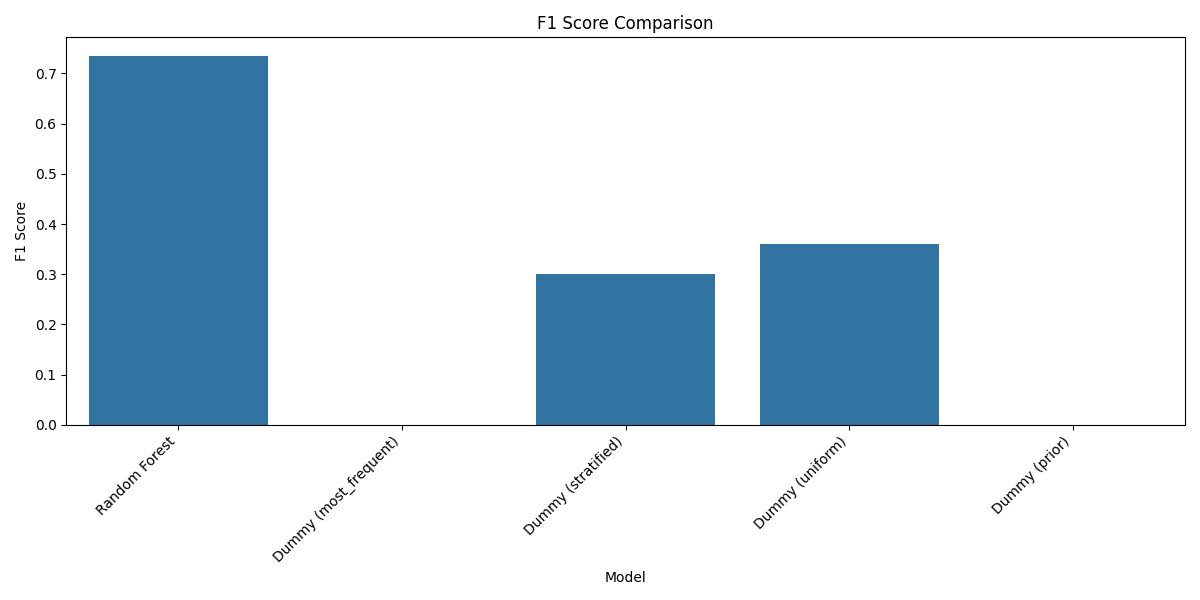 F1 Score Comparison
F1 Score
0.7
0.6
0.5
0.4
0.3
0.2
0.1
0.0
Random Forest
Dummy (most_frequent)
Dummy (stratified)
Dummy (uniform)
Dummy (prior)
Model